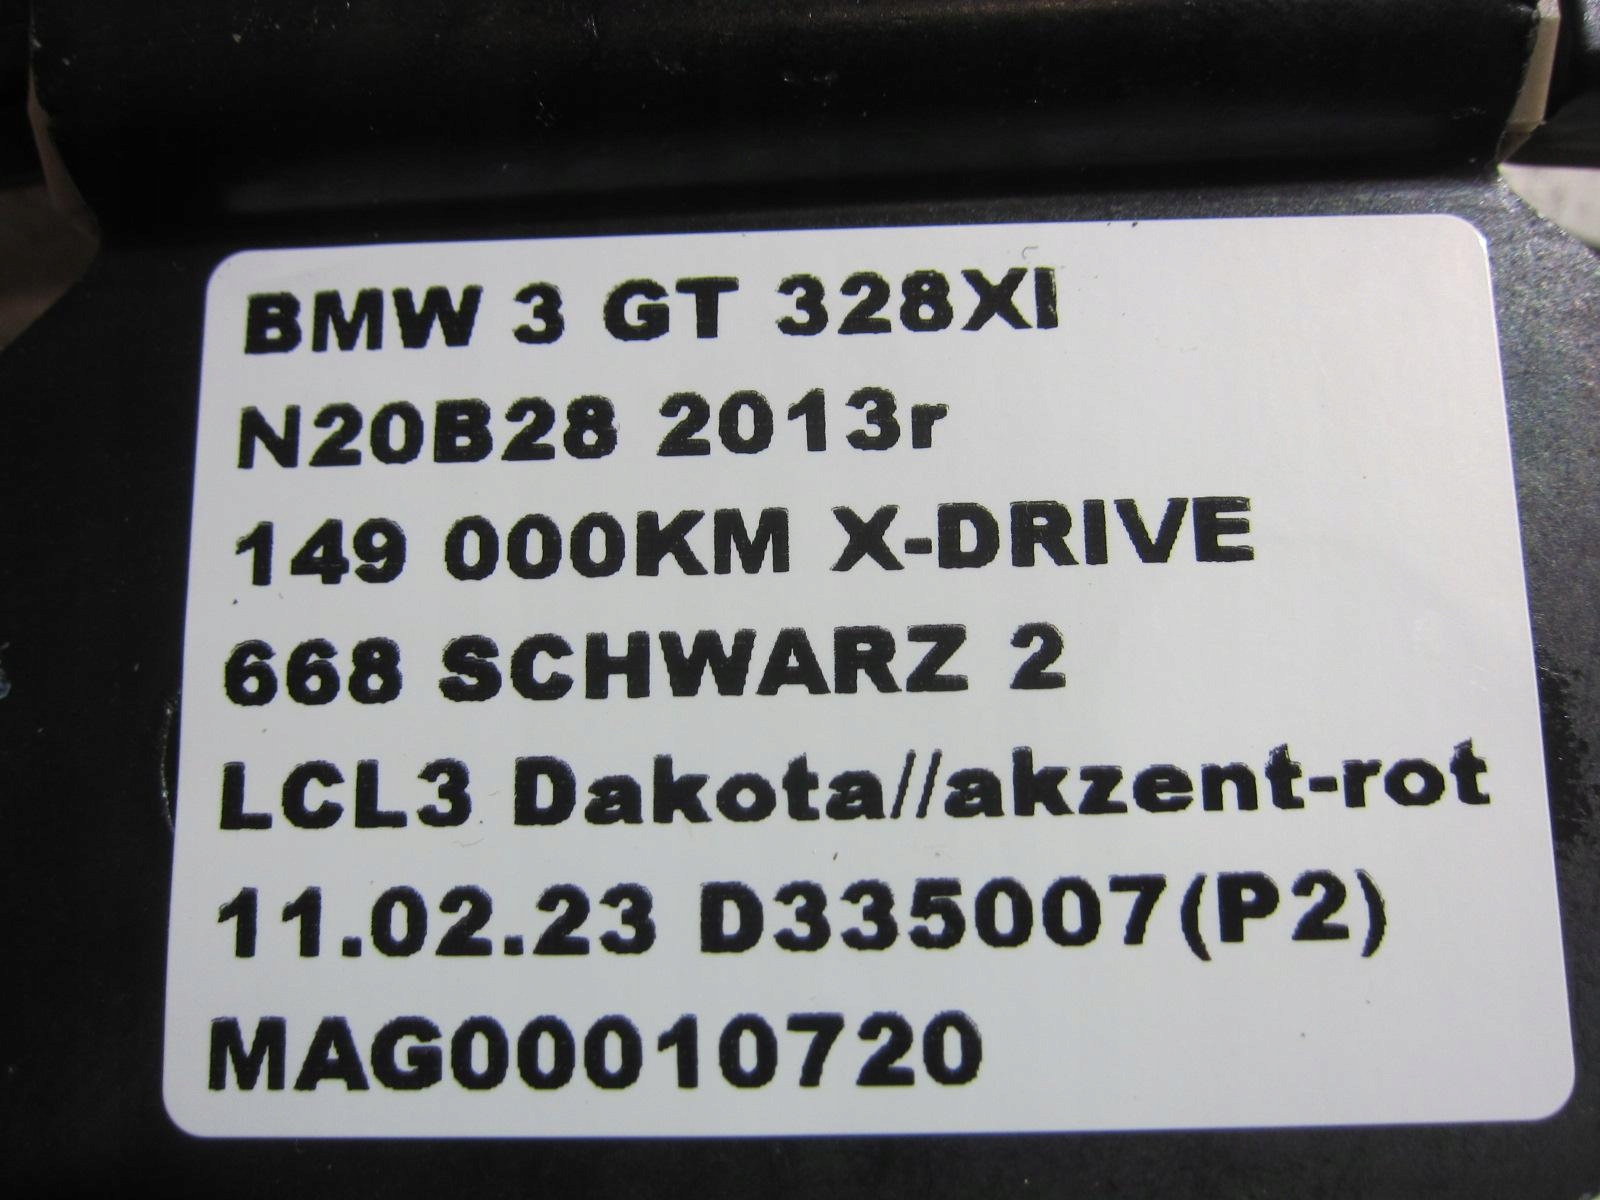 BMW 3 GT 328XI
N20B28 2013r
149 000KM X-DRIVE
668 SCHWARZ 2
LCL3 Dakota//akzent-rot
11.02.23 D335007(P2)
MAG00010720